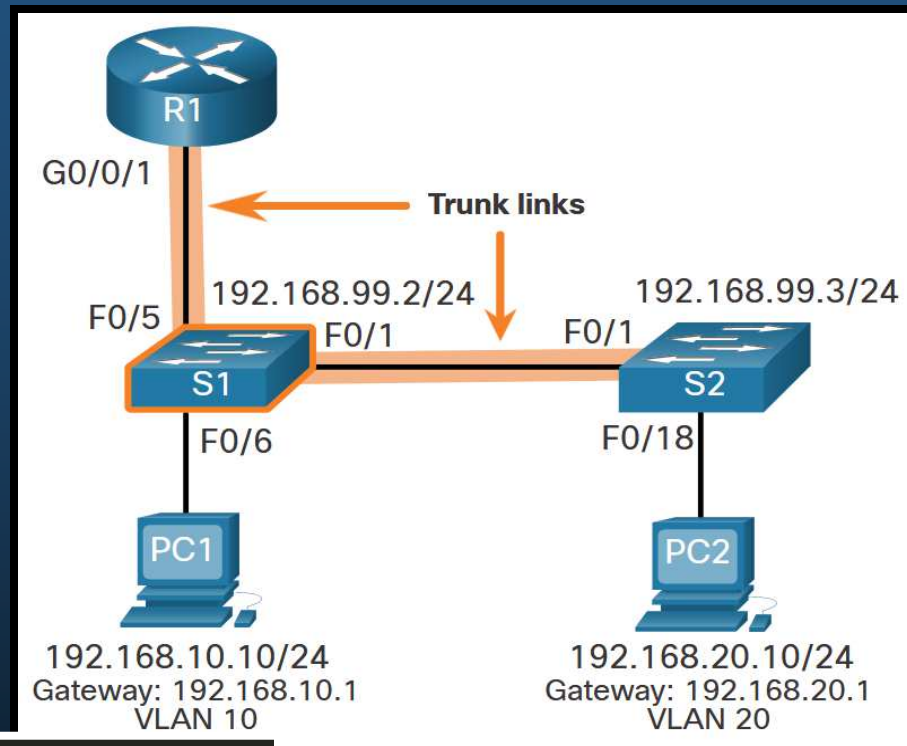 R1
G0/0/1
Trunk links
192.168.99.2/24
192.168.99.3/24
F0/5
F0/1
F0/1
S1
S2
F0/6
F0/18
PC1
PC2
192.168.10.10/24
Gateway: 192.168.10.1
VLAN 10
192.168.20.10/24
Gateway: 192.168.20.1
VLAN 20